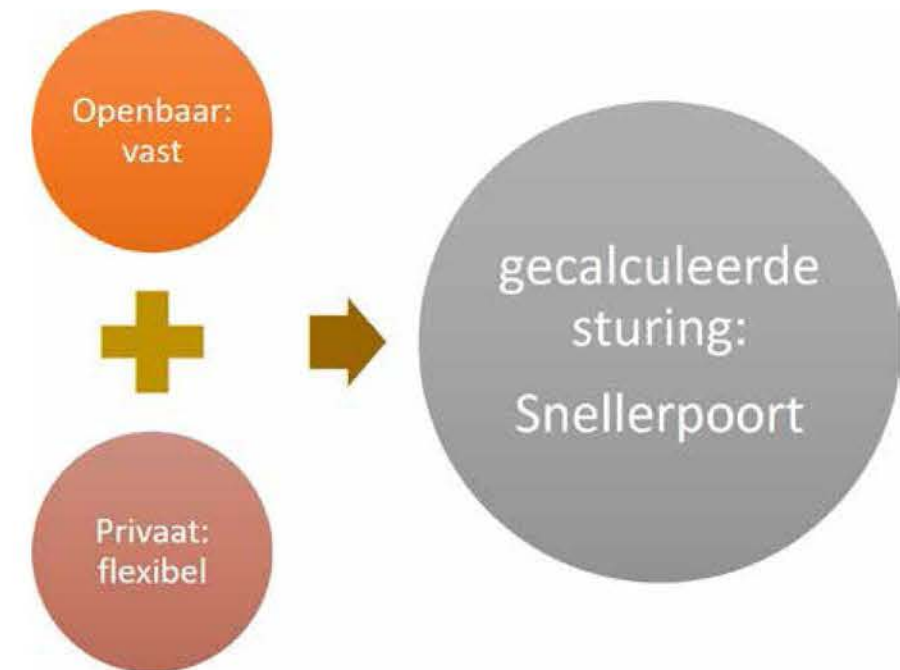 Openbaar:
vast
Privaat:
flexibel
gecalculeerde
sturing:
Snellerpoort